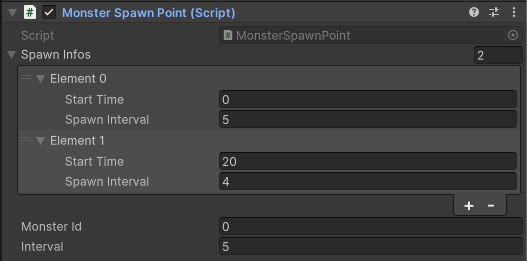 # Monster Spawn Point (Script)
Script # MonsterSpawnPoint
Spawn Infos 2
Element 0
Start Time 0
Spawn Interval 5
Element 1
Start Time 20
Spawn Interval 4
+ -
Monster Id 0
Interval 5